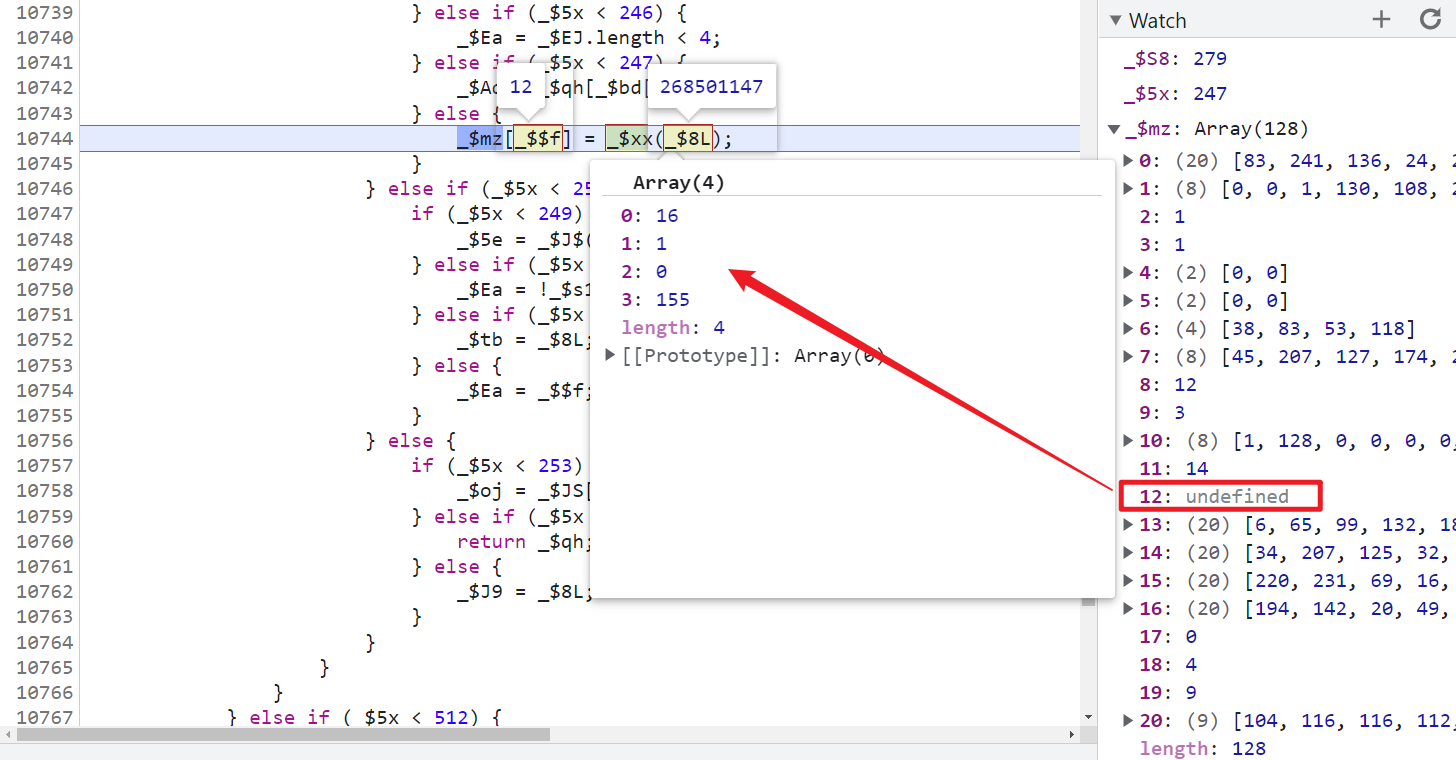 10739 } else if (_$5x < 246) {
10740 _$Ea = _$EJ.length < 4;
10741 } else if (_$5x < 247) {
10742 _$Ac _$qh[_$bd[
12
268501147
10743 } else {
10744 _$mz[_$$f] = _$xx(_$8L);
10745 }
10746 } else if (_$5x < 25
10747 if (_$5x < 249)
10748 _$5e = _$J$(
10749 } else if (_$5x
10750 _$Ea = !_$s1
10751 } else if (_$5x
10752 _$tb = _$8L;
10753 } else {
10754 _$Ea = _$$f;
10755 }
10756 } else {
10757 if (_$5x < 253)
10758 _$oj = _$JS[
10759 } else if (_$5x
10760 return _$qh;
10761 } else {
10762 _$J9 = _$8L;
10763 }
10764 }
10765 }
10766 }
10767 } else if ( $5x < 512) {
Array(4)
0: 16
1: 1
2: 0
3: 155
length: 4
[[Prototype]]: Array(0)
Watch
_$S8: 279
_$5x: 247
_$mz: Array(128)
0: (20) [83, 241, 136, 24, 2
1: (8) [0, 0, 1, 130, 108, 2
2: 1
3: 1
4: (2) [0, 0]
5: (2) [0, 0]
6: (4) [38, 83, 53, 118]
7: (8) [45, 207, 127, 174, 2
8: 12
9: 3
10: (8) [1, 128, 0, 0, 0, 0,
11: 14
12: undefined
13: (20) [6, 65, 99, 132, 18
14: (20) [34, 207, 125, 32,
15: (20) [220, 231, 69, 16,
16: (20) [194, 142, 20, 49,
17: 0
18: 4
19: 9
20: (9) [104, 116, 116, 112,
length: 128